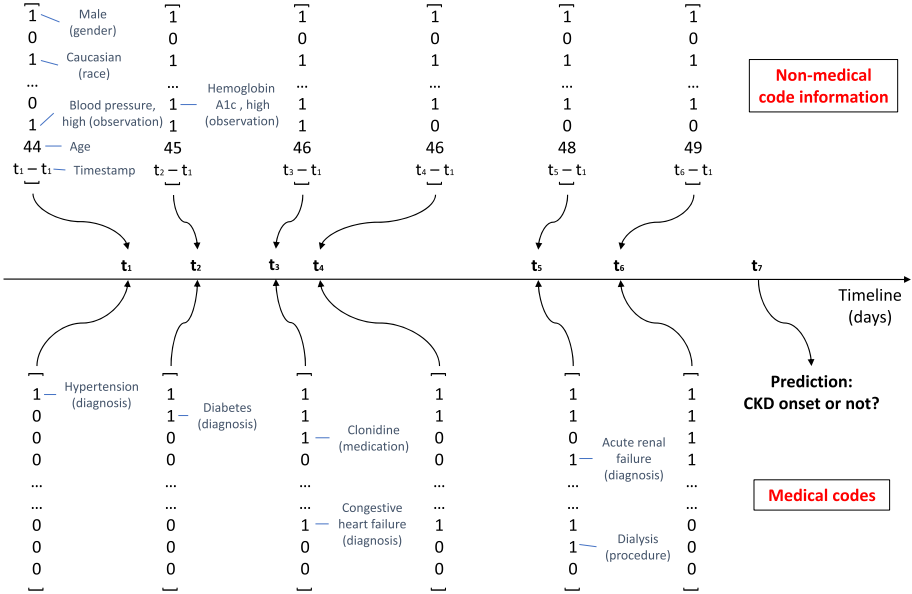 1 1 1 1 1 1
Male
(gender)
0 0 0 0 0 0
1 1 1 1 1 1
Caucasian
(race)
... ... ... ... ... ...
Non-medical
code information
0 1 1 1 1 1
Blood pressure,
high (observation)
Hemoglobin
A1c , high
(observation)
1 1 1 0 0 0
44 Age 45 46 46 48 49
t1 – t1 Timestamp t2 – t1 t3 – t1 t4 – t1 t5 – t1 t6 – t1
t1 t2 t3 t4 t5 t6 t7
Timeline
(days)
Prediction:
CKD onset or not?
1 1 1 1 1 1
Hypertension
(diagnosis)
0 1 1 1 1 1
Diabetes
(diagnosis)
0 0 1 0 0 1
Clonidine
(medication)
0 0 0 0 1 1
Acute renal
failure
(diagnosis)
... ... ... ... ... ...
Medical codes
... ... ... ... ... ...
0 0 1 1 1 0
Congestive
heart failure
(diagnosis)
0 0 0 0 1 0
Dialysis
(procedure)
0 0 0 0 0 0